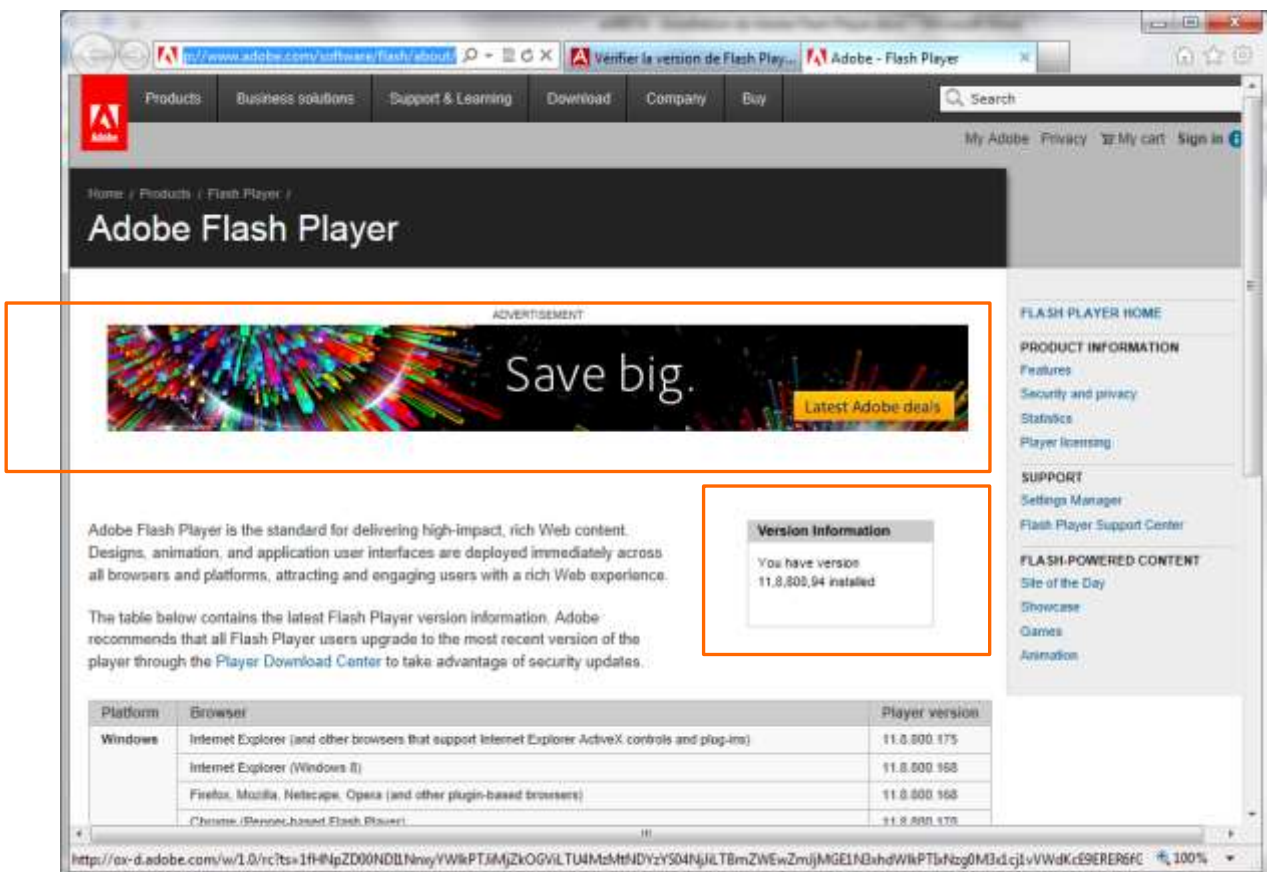 www.adobe.com/software/flash/about/
Vérifier la version de Flash Play...
Adobe - Flash Player
Products Business solutions Support & Learning Download Company Buy
Search
Adobe
My Adobe Privacy My cart Sign in
Home / Products / Flash Player /
Adobe Flash Player
ADVERTISEMENT
Save big.
Latest Adobe deals
FLASH PLAYER HOME
PRODUCT INFORMATION
Features
Security and privacy
Statistics
Player licensing
SUPPORT
Settings Manager
Flash Player Support Center
FLASH-POWERED CONTENT
Site of the Day
Showcase
Games
Animation
Adobe Flash Player is the standard for delivering high-impact, rich Web content.
Designs, animation, and application user interfaces are deployed immediately across
all browsers and platforms, attracting and engaging users with a rich Web experience.
The table below contains the latest Flash Player version information. Adobe
recommends that all Flash Player users upgrade to the most recent version of the
player through the Player Download Center to take advantage of security updates.
Version Information
You have version
11,8,800,94 installed
Platform Browser Player version
Windows Internet Explorer (and other browsers that support Internet Explorer ActiveX controls and plug-ins) 11.8.800.175
Internet Explorer (Windows 8) 11.8.800.168
Firefox, Mozilla, Netscape, Opera (and other plugin-based browsers) 11.8.800.168
Chrome (Pepper-based Flash Player) 11.8.800.170
100%